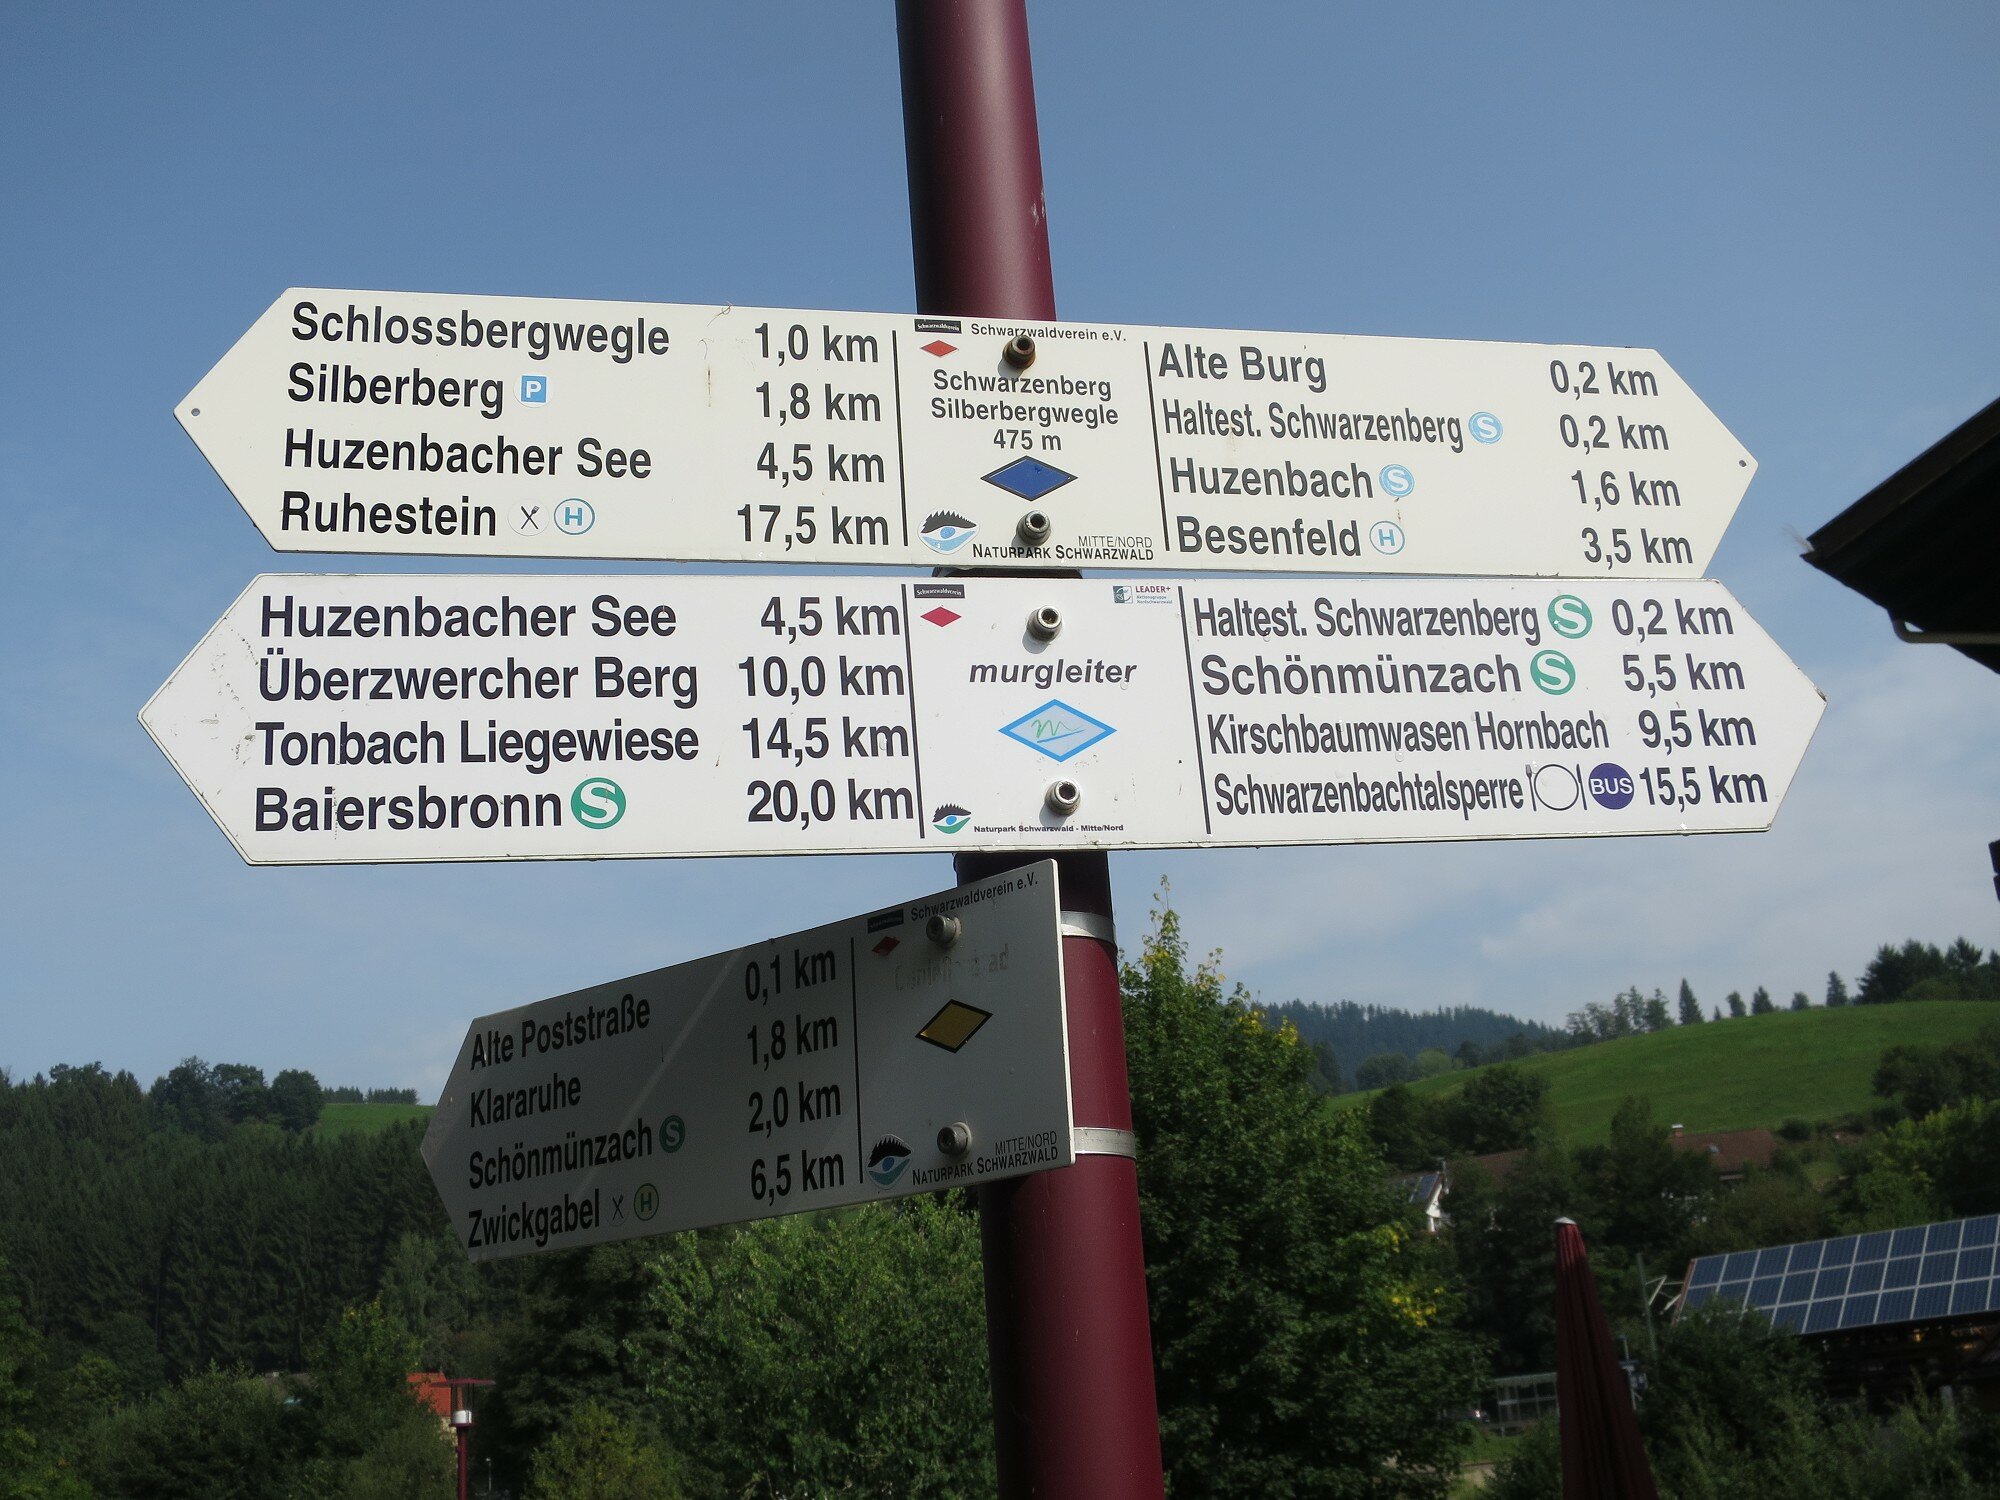 Schlossbergwegle 1,0 km
Silberberg P 1,8 km
Huzenbacher See 4,5 km
Ruhestein H 17,5 km
Schwarzwaldverein Schwarzwaldverein e.V.
Schwarzenberg
Silberbergwegle
475 m
MITTE/NORD
NATURPARK SCHWARZWALD
Alte Burg 0,2 km
Haltest. Schwarzenberg S 0,2 km
Huzenbach S 1,6 km
Besenfeld H 3,5 km
Huzenbacher See 4,5 km
Überzwercher Berg 10,0 km
Tonbach Liegewiese 14,5 km
Baiersbronn S 20,0 km
Schwarzwaldverein
LEADER+
Aktionsgruppe
Nordschwarzwald
murgleiter
Naturpark Schwarzwald - Mitte/Nord
Haltest. Schwarzenberg S 0,2 km
Schönmünzach S 5,5 km
Kirschbaumwasen Hornbach 9,5 km
Schwarzenbachtalsperre BUS 15,5 km
Alte Poststraße 0,1 km
Klararuhe 1,8 km
Schönmünzach S 2,0 km
Zwickgabel H 6,5 km
Schwarzwaldverein e.V.
MITTE/NORD
NATURPARK SCHWARZWALD